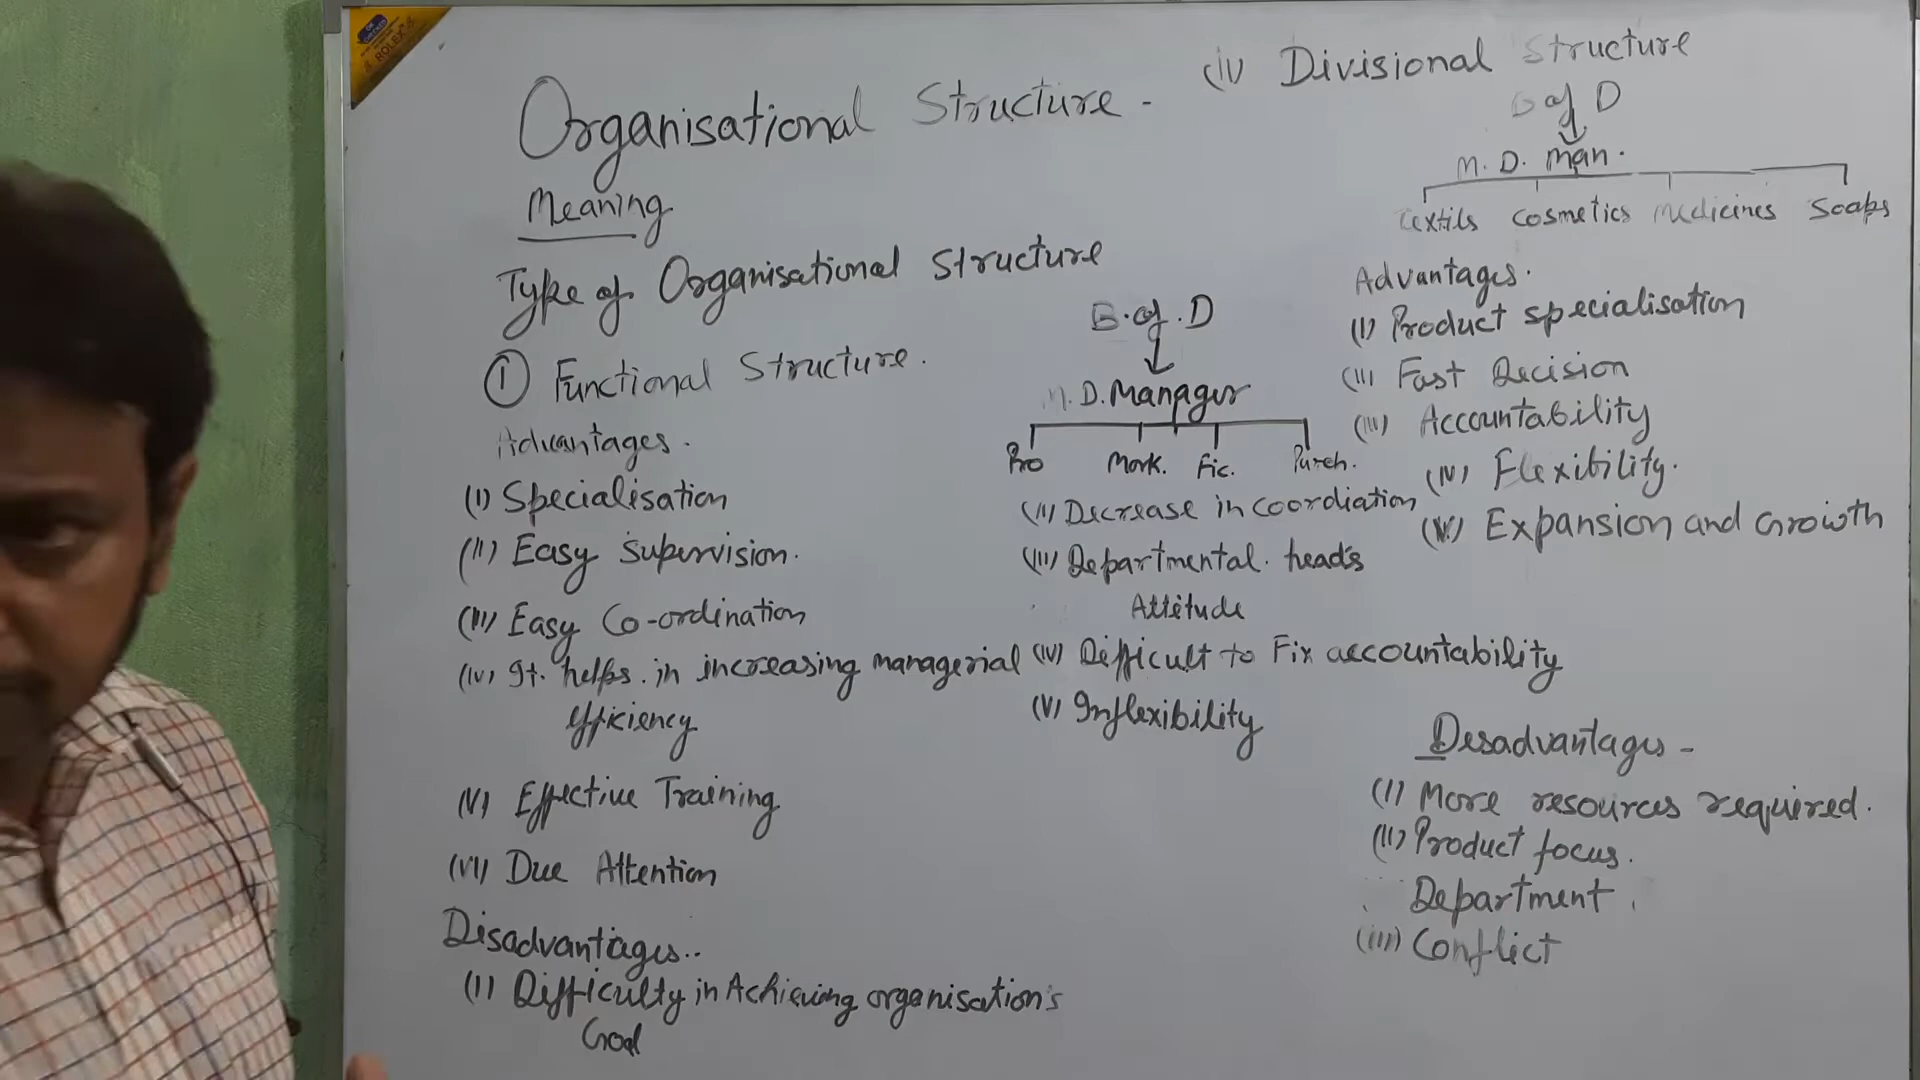 Organisational Structure -
Meaning
Type of Organisational Structure
① Functional Structure.
Advantages.
(I) Specialisation
(II) Easy Supervision.
(III) Easy Co-ordination
(IV) It. helps. in increasing managerial
Efficiency
(V) Effective Training
(VI) Due Attention
Disadvantages..
(I) Difficulty in Achieving organisation's
Goal
B.of.D
M.D.Manager
Pro Mark. Fic. Purch.
(II) Decrease in coordiation
(III) Departmental. head's
Attitude
(IV) Difficult to Fix accountability
(V) Inflexibility
(II) Divisional Structure
B of D
M. D. Man.
Textils Cosmetics Medicines Soaps
Advantages.
(I) Product specialisation
(II) Fast Decision
(III) Accountability
(IV) Flexibility.
(V.) Expansion and Growth
Desadvantages -
(I) More resources required.
(II) Product focus.
Department.
(III) Conflict
ROLEX